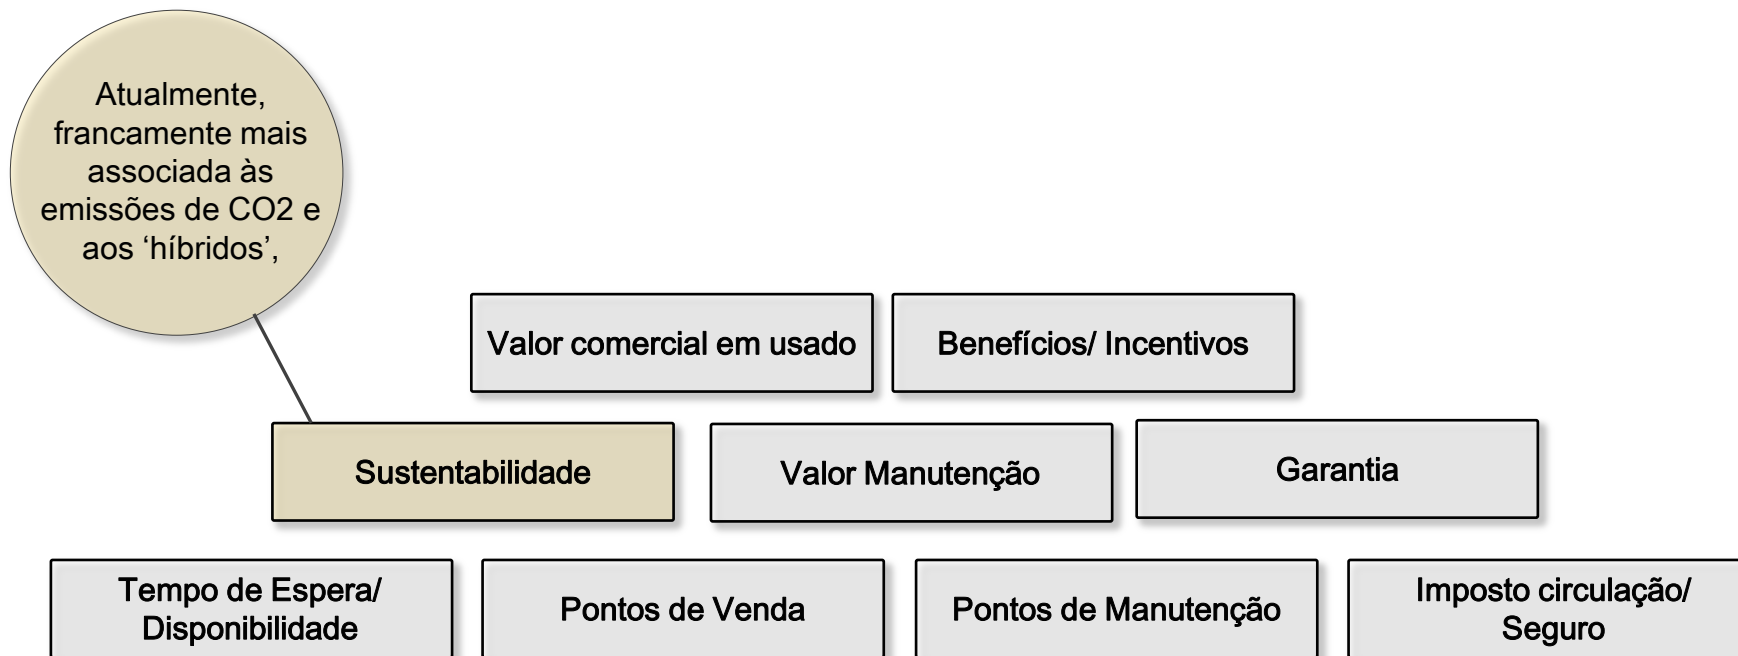 Atualmente,
francamente mais
associada às
emissões de CO2 e
aos ‘híbridos’,
Valor comercial em usado
Benefícios/ Incentivos
Sustentabilidade
Valor Manutenção
Garantia
Tempo de Espera/
Disponibilidade
Pontos de Venda
Pontos de Manutenção
Imposto circulação/
Seguro